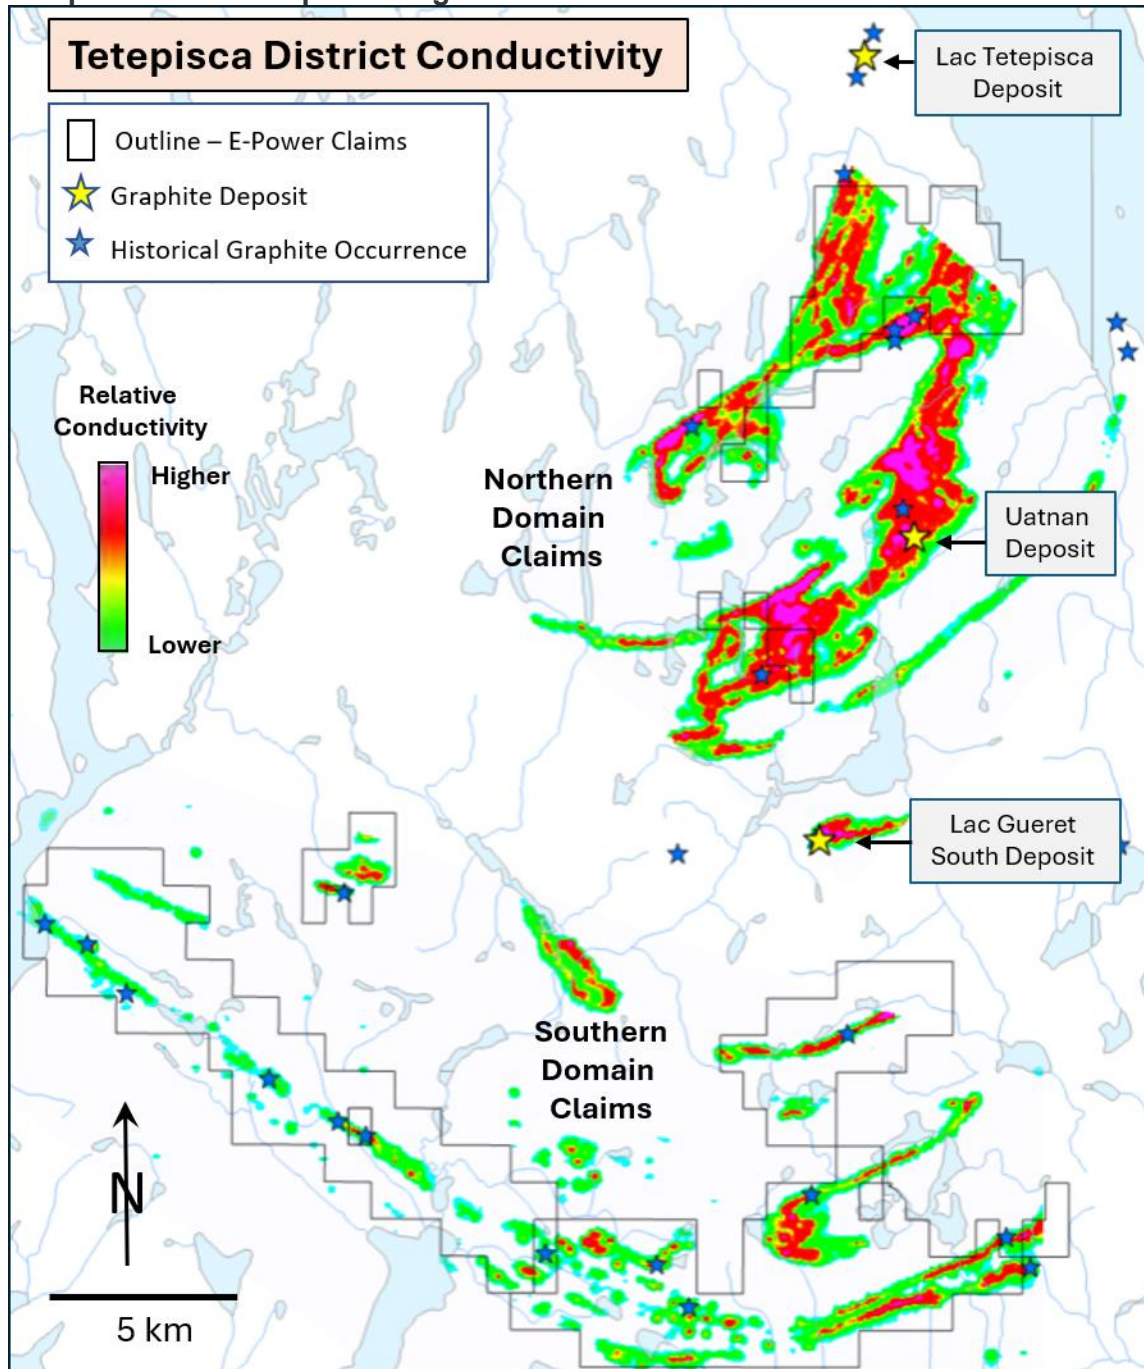 Tetepisca District Conductivity
Outline – E-Power Claims
Graphite Deposit
Historical Graphite Occurrence
Lac Tetepisca
Deposit
Relative
Conductivity
Higher
Lower
Northern
Domain
Claims
Uatnan
Deposit
Lac Gueret
South Deposit
Southern
Domain
Claims
N
5 km